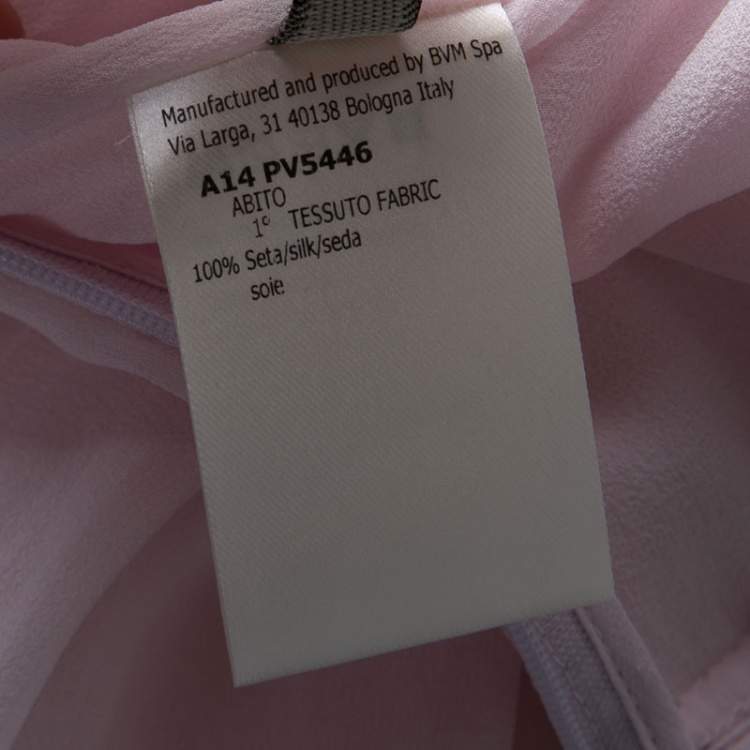 Manufactured and produced by BVM Spa
Via Larga, 31 40138 Bologna Italy
A14 PV5446
ABITO
1° TESSUTO FABRIC
100% Seta/silk/seda
soie